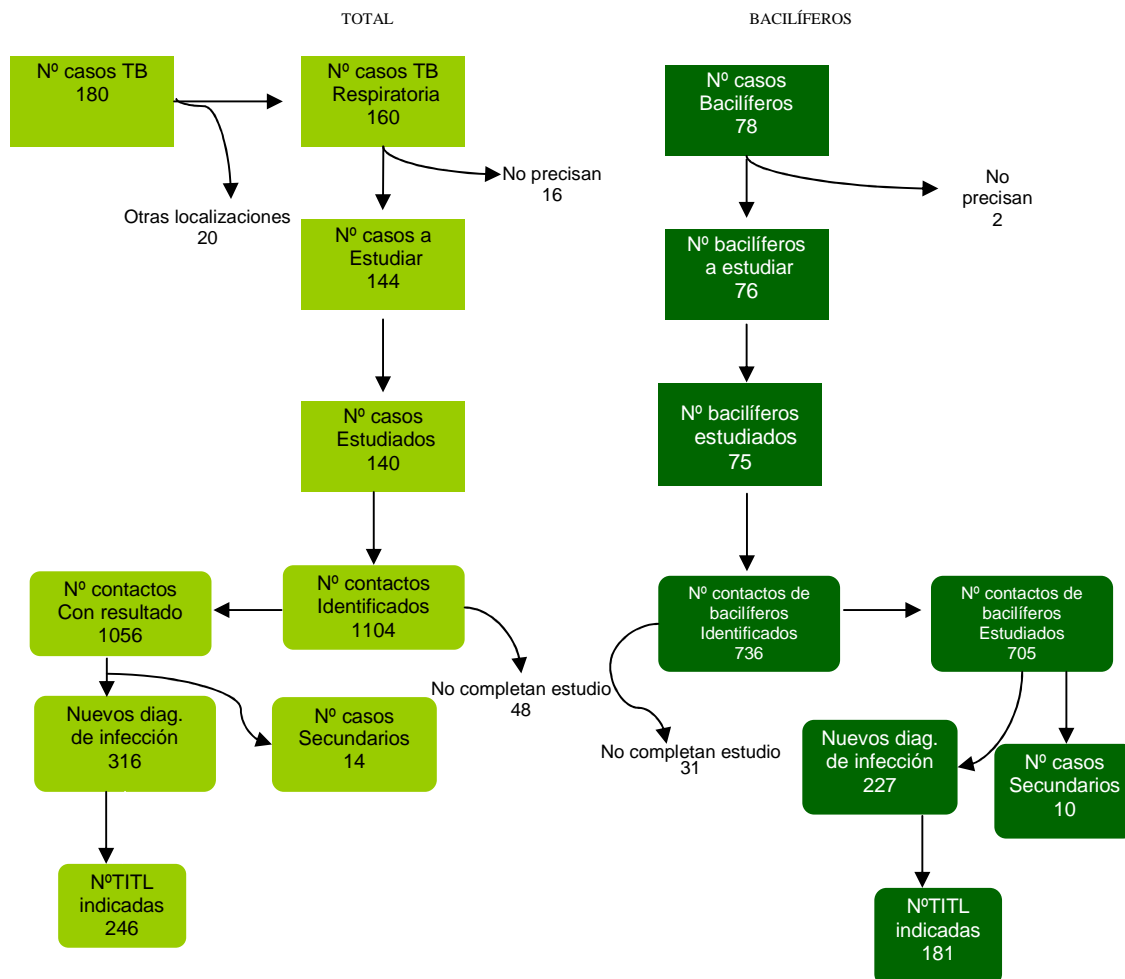 TOTAL
Nº casos TB
180
Nº casos TB
Respiratoria
160
No precisan
16
Otras localizaciones
20
Nº casos a
Estudiar
144
Nº casos
Estudiados
140
Nº contactos
Identificados
1104
Nº contactos
Con resultado
1056
No completan estudio
48
Nuevos diag.
de infección
316
Nº casos
Secundarios
14
NºTITL
indicadas
246
BACILÍFEROS
Nº casos
Bacilíferos
78
No
precisan
2
Nº bacilíferos
a estudiar
76
Nº bacilíferos
estudiados
75
Nº contactos de
bacilíferos
Identificados
736
Nº contactos de
bacilíferos
Estudiados
705
No completan estudio
31
Nuevos diag.
de infección
227
Nº casos
Secundarios
10
NºTITL
indicadas
181